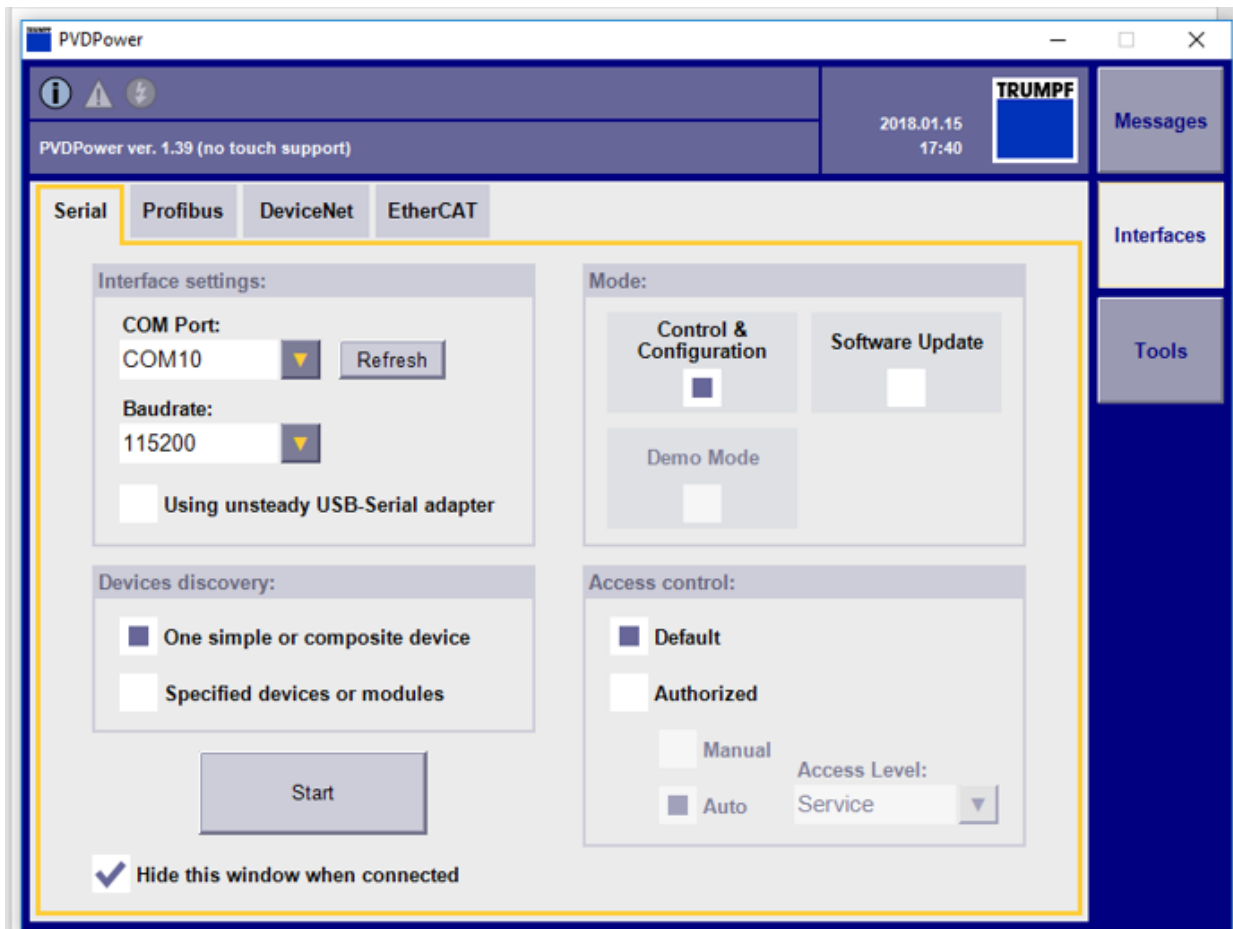 TRUMPF
PVDPower
TRUMPF
2018.01.15
17:40
PVDPower ver. 1.39 (no touch support)
Messages
Interfaces
Tools
Serial
Profibus
DeviceNet
EtherCAT
Interface settings:
COM Port:
COM10
Refresh
Baudrate:
115200
Using unsteady USB-Serial adapter
Mode:
Control &
Configuration
Software Update
Demo Mode
Devices discovery:
One simple or composite device
Specified devices or modules
Access control:
Default
Authorized
Manual
Auto
Access Level:
Service
Start
Hide this window when connected